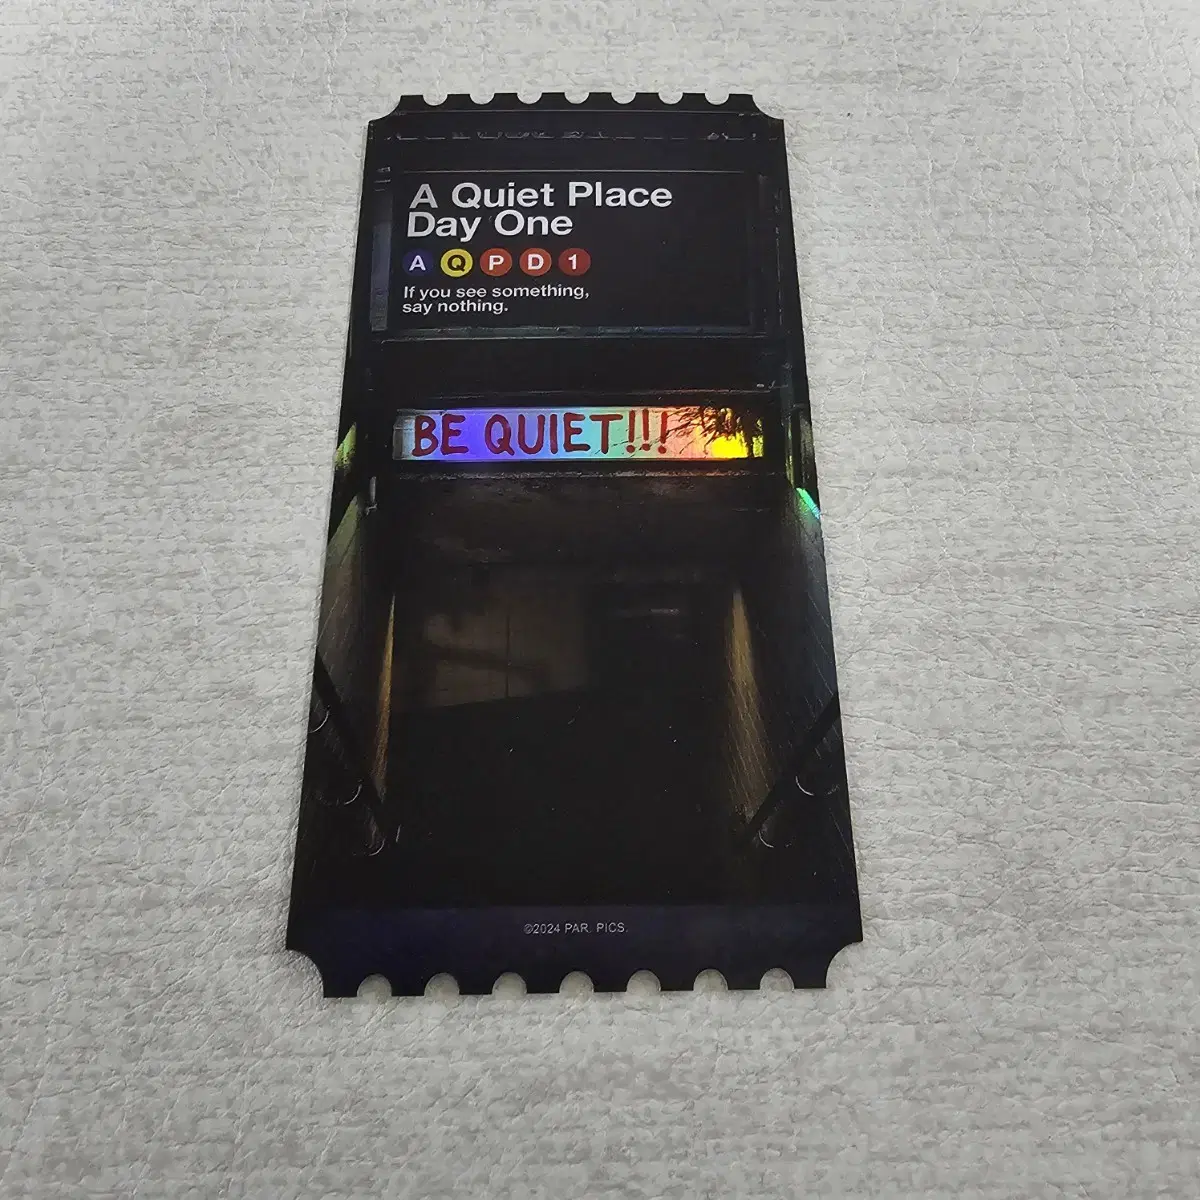 A Quiet Place
Day One
A Q P D 1
If you see something,
say nothing.
BE QUIET!!!
©2024 PAR. PICS.